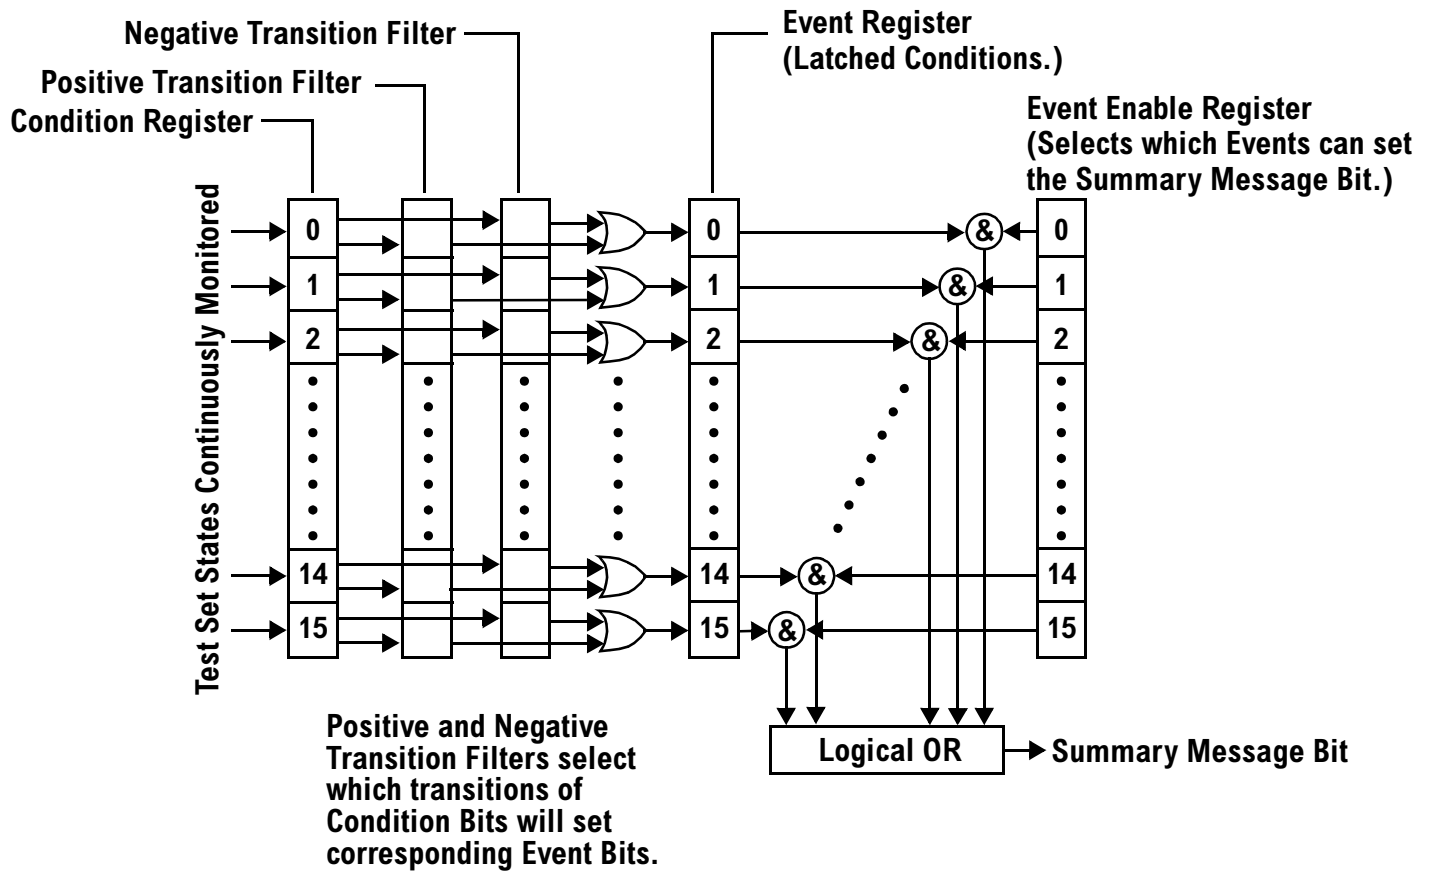 Negative Transition Filter
Positive Transition Filter
Condition Register
Event Register
(Latched Conditions.)
Event Enable Register
(Selects which Events can set
the Summary Message Bit.)
Test Set States Continuously Monitored
0 0 & 0
1 1 & 1
2 2 & 2
14 14 & 14
15 15 & 15
Positive and Negative
Transition Filters select
which transitions of
Condition Bits will set
corresponding Event Bits.
Logical OR
Summary Message Bit